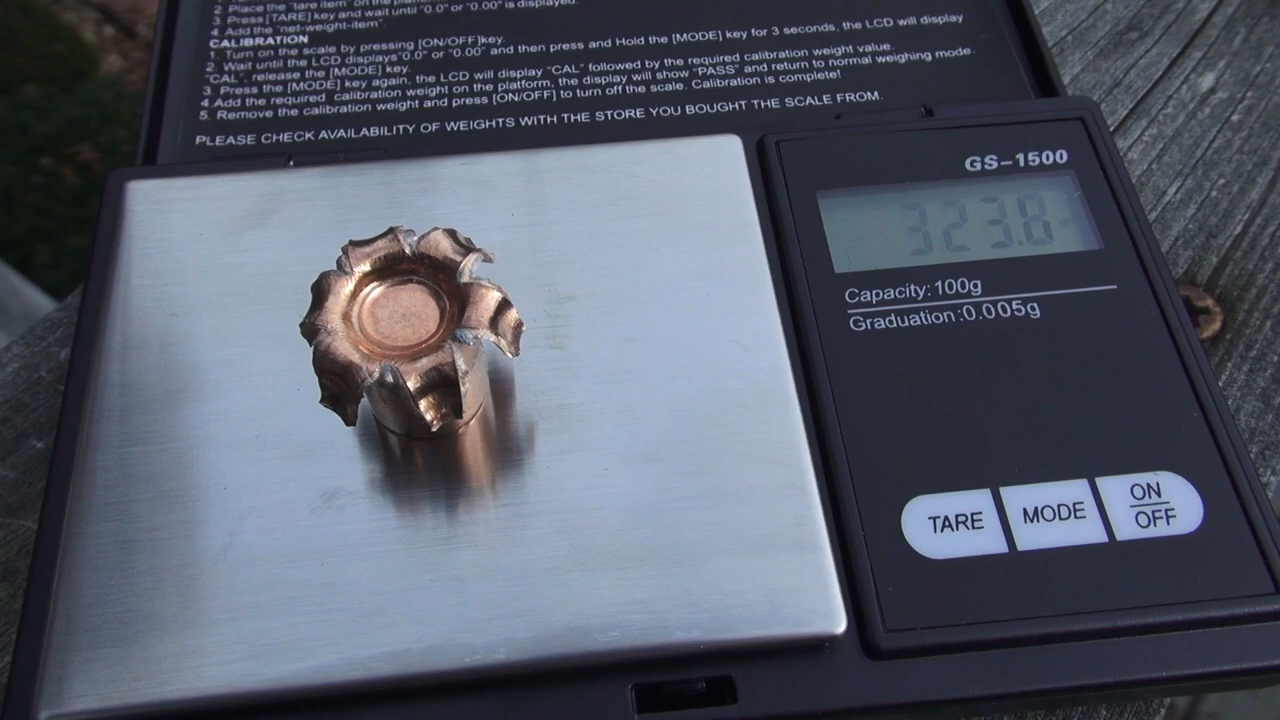 2. Place the "tare item" on the
3. Press [TARE] key and wait until "0.0" or "0.00" is displayed.
4. Add the "net-weight-item".
CALIBRATION
1. Turn on the scale by pressing [ON/OFF]key.
2. Wait until the LCD displays"0.0" or "0.00" and then press and Hold the [MODE] key for 3 seconds, the LCD will display
"CAL", release the [MODE] key.
3. Press the [MODE] key again, the LCD will display "CAL" followed by the required calibration weight value.
4.Add the required calibration weight on the platform, the display will show "PASS" and return to normal weighing mode.
5. Remove the calibration weight and press [ON/OFF] to turn off the scale. Calibration is complete!
PLEASE CHECK AVAILABILITY OF WEIGHTS WITH THE STORE YOU BOUGHT THE SCALE FROM.
GS-1500
323.8
Capacity:100g
Graduation:0.005g
TARE
MODE
ON
OFF